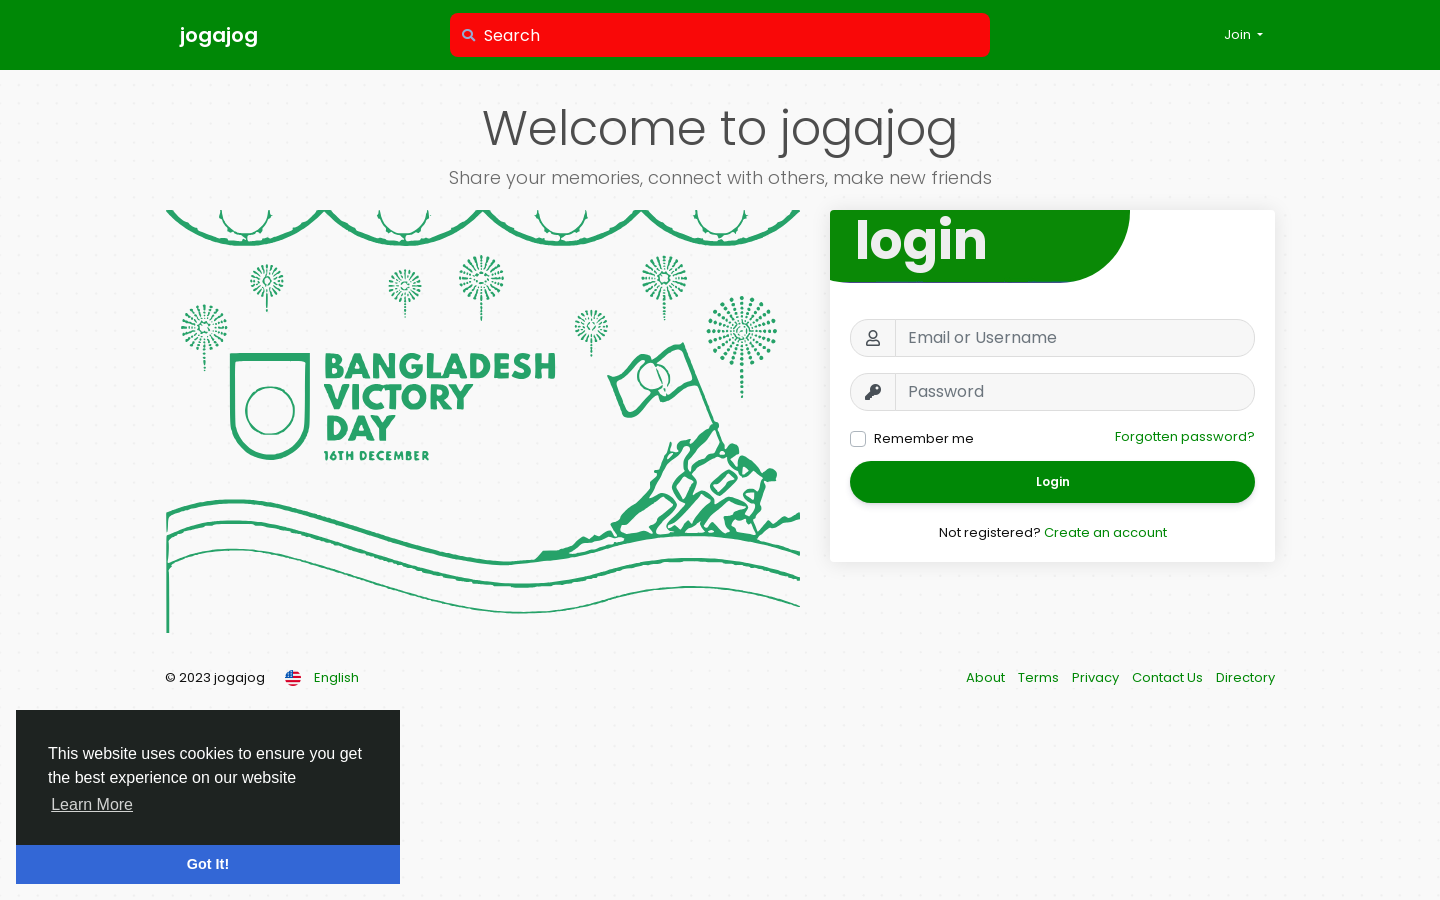 jogajog
Search
Join
Welcome to jogajog
Share your memories, connect with others, make new friends
BANGLADESH
VICTORY
DAY
16TH DECEMBER
login
Email or Username
Password
Remember me
Forgotten password?
Login
Not registered? Create an account
© 2023 jogajog English
About Terms Privacy Contact Us Directory
This website uses cookies to ensure you get
the best experience on our website
Learn More
Got It!